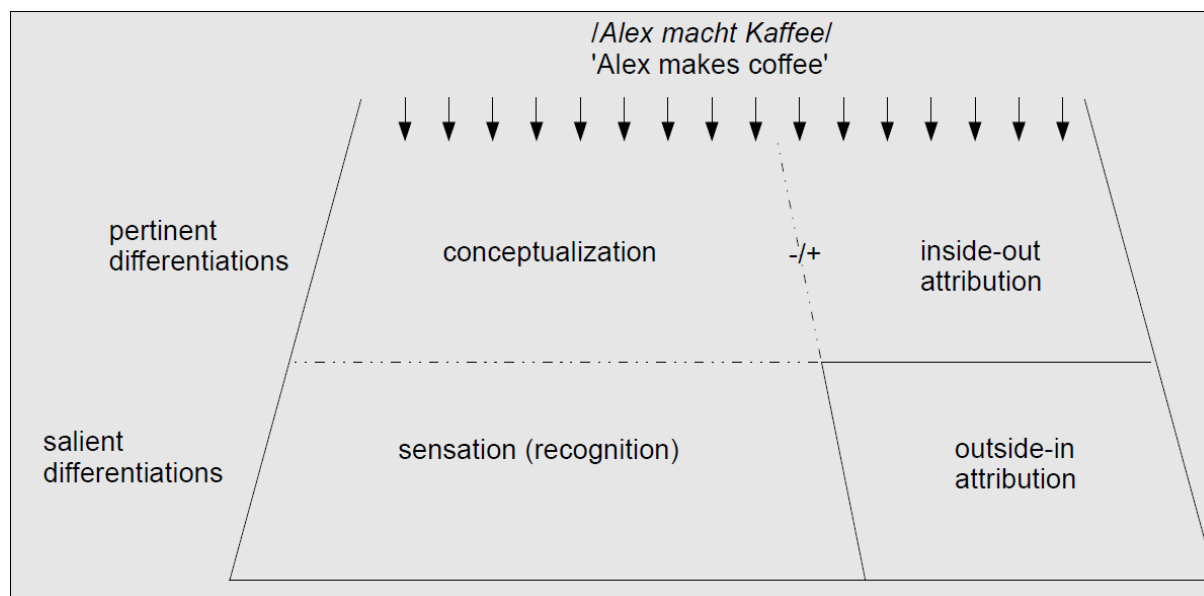 /Alex macht Kaffee/
'Alex makes coffee'
pertinent
differentiations
conceptualization
-/+
inside-out
attribution
salient
differentiations
sensation (recognition)
outside-in
attribution